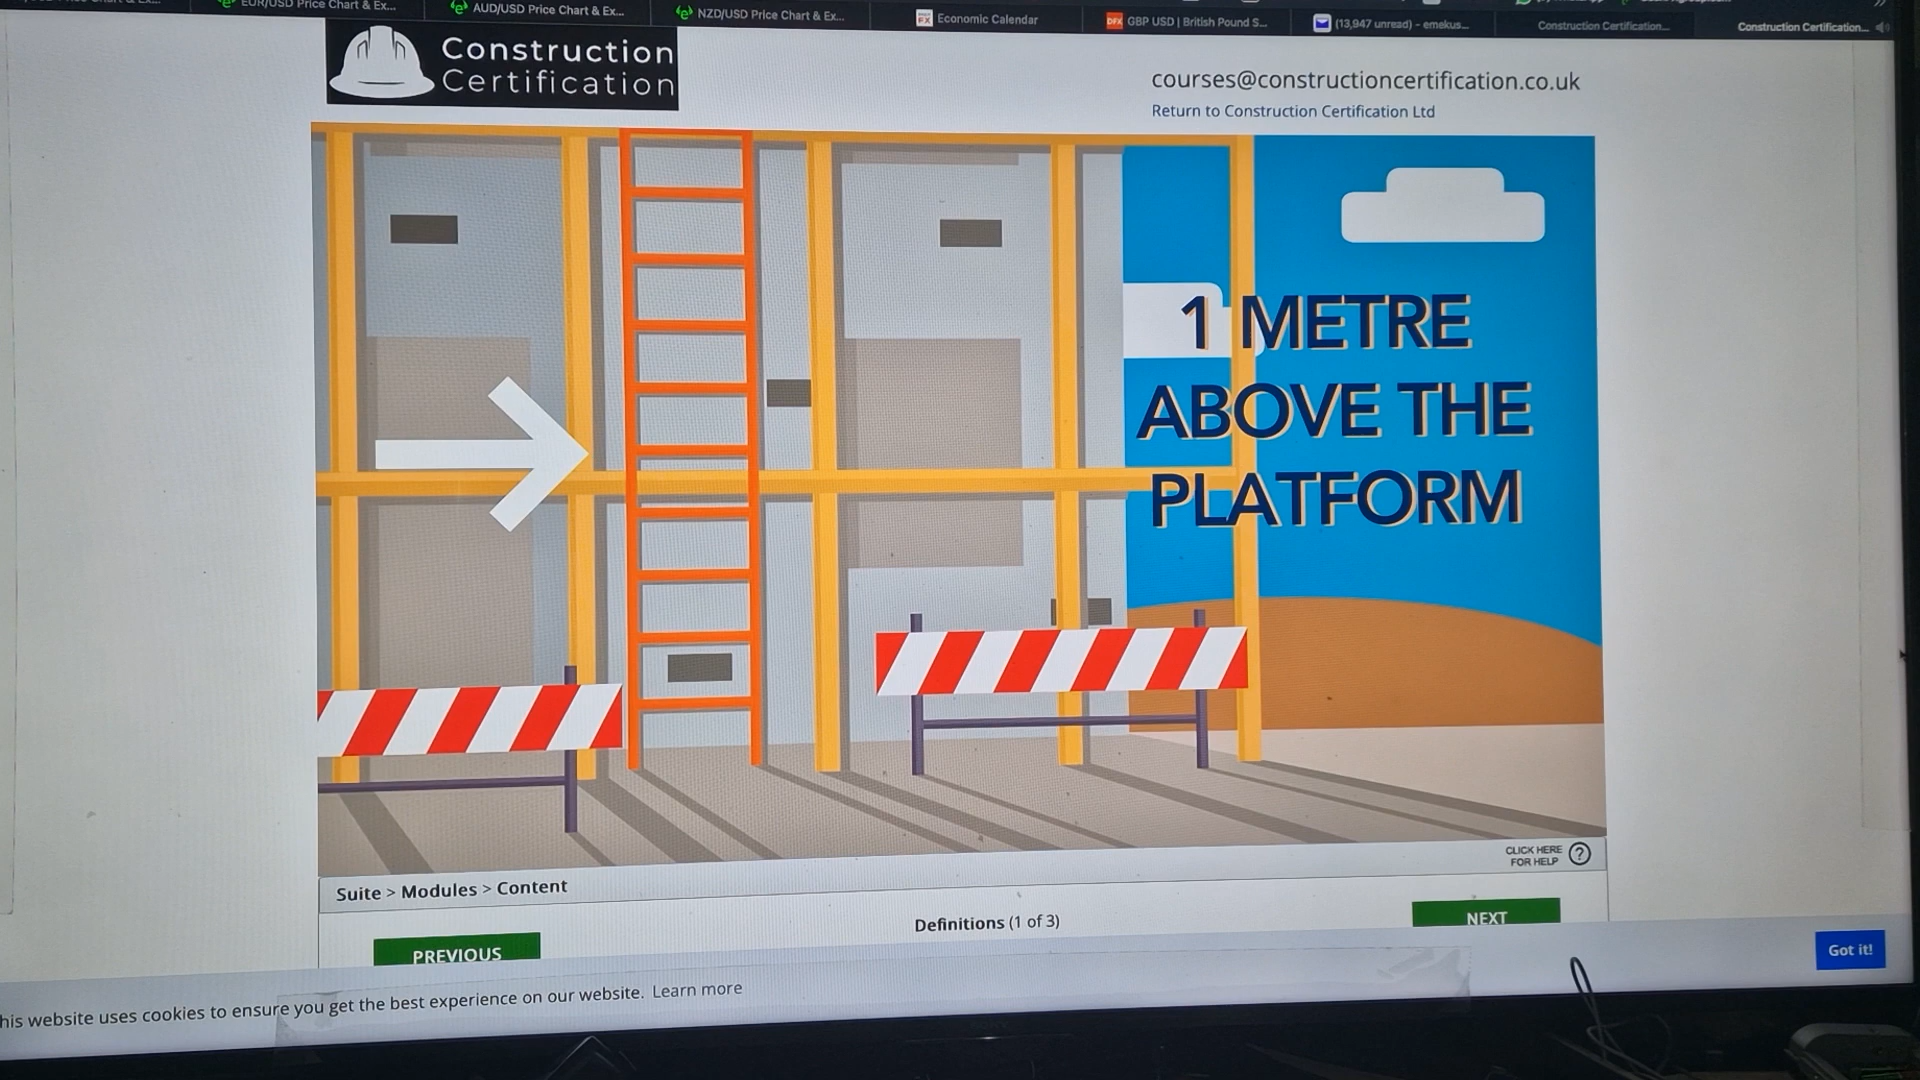 EUR/USD Price Chart & Ex...
AUD/USD Price Chart & Ex...
NZD/USD Price Chart & Ex...
Economic Calendar
GBP USD | British Pound S...
(13,947 unread) - emekus...
Construction Certification...
Construction Certification...
Construction
Certification
courses@constructioncertification.co.uk
Return to Construction Certification Ltd
1 METRE
ABOVE THE
PLATFORM
CLICK HERE
FOR HELP
?
Suite > Modules > Content
Definitions (1 of 3)
PREVIOUS
NEXT
his website uses cookies to ensure you get the best experience on our website. Learn more
Got it!